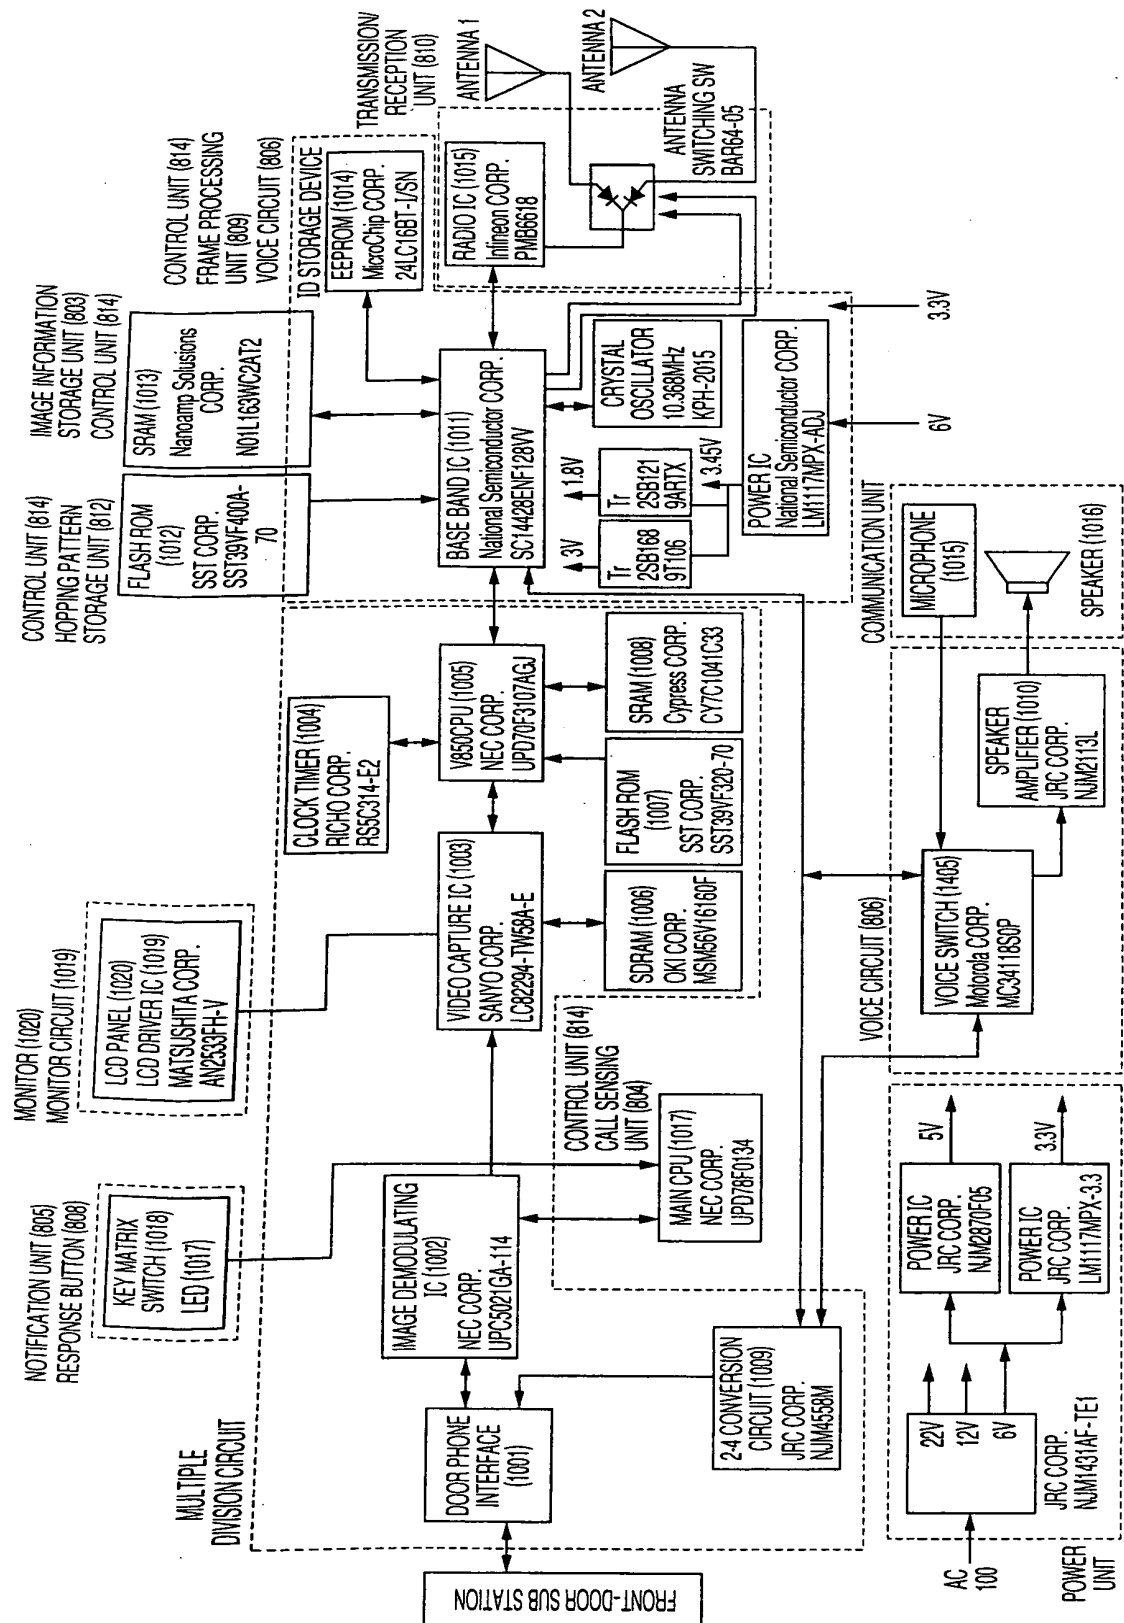 NOTIFICATION UNIT (805)
RESPONSE BUTTON (808)
KEY MATRIX
SWITCH (1018)
LED (1017)
MONITOR (1020)
MONITOR CIRCUIT (1019)
LCD PANEL (1020)
LCD DRIVER IC (1019)
MATSUSHITA CORP.
AN2533FH-V
CONTROL UNIT (814)
HOPPING PATTERN
STORAGE UNIT (812)
FLASH ROM
(1012)
SST CORP.
SST39VF400A-
70
IMAGE INFORMATION
STORAGE UNIT (803)
CONTROL UNIT (814)
SRAM (1013)
Nanoamp Solusions
CORP.
N01L163WC2AT2
CONTROL UNIT (814)
FRAME PROCESSING
UNIT (809)
VOICE CIRCUIT (806)
ID STORAGE DEVICE
EEPROM (1014)
MicroChip CORP.
24LC16BT-I/SN
TRANSMISSION/
RECEPTION
UNIT (810)
ANTENNA 1
ANTENNA 2
RADIO IC (1015)
Infineon CORP.
PMB6618
ANTENNA
SWITCHING SW
BAR64-05
MULTIPLE
DIVISION CIRCUIT
FRONT-DOOR SUB STATION
DOOR PHONE
INTERFACE
(1001)
IMAGE DEMODULATING
IC (1002)
NEC CORP.
UPC5021GA-114
VIDEO CAPTURE IC (1003)
SANYO CORP.
LC82294-TW58A-E
CLOCK TIMER (1004)
RICHO CORP.
RS5C314-E2
V850CPU (1005)
NEC CORP.
UPD70F3107AGJ
BASE BAND IC (1011)
National Semiconductor CORP.
SC14428ENF128VV
CRYSTAL
OSCILLATOR
10.368MHz
KPH-2015
2-4 CONVERSION
CIRCUIT (1009)
JRC CORP.
NJM4558M
CONTROL UNIT (814)
CALL SENSING
UNIT (804)
MAIN CPU (1017)
NEC CORP.
UPD78F0134
SDRAM (1006)
OKI CORP.
MSM56V16160F
FLASH ROM
(1007)
SST CORP.
SST39VF320-70
SRAM (1008)
Cypress CORP.
CY7C1041C33
3V
Tr
2SB168
9T106
1.8V
Tr
2SB121
9ARTX
3.45V
POWER IC
National Semiconductor CORP.
LM1117MPX-ADJ
6V
3.3V
POWER
UNIT
AC
100
22V
12V
6V
JRC CORP.
NJM1431AF-TE1
POWER IC
JRC CORP.
NJM2870F05
5V
POWER IC
JRC CORP.
LM1117MPX-3.3
3.3V
VOICE CIRCUIT (806)
VOICE SWITCH (1405)
Motorola CORP.
MC34118S0P
SPEAKER
AMPLIFIER (1010)
JRC CORP.
NJM2113L
COMMUNICATION UNIT
MICROPHONE
(1015)
SPEAKER (1016)